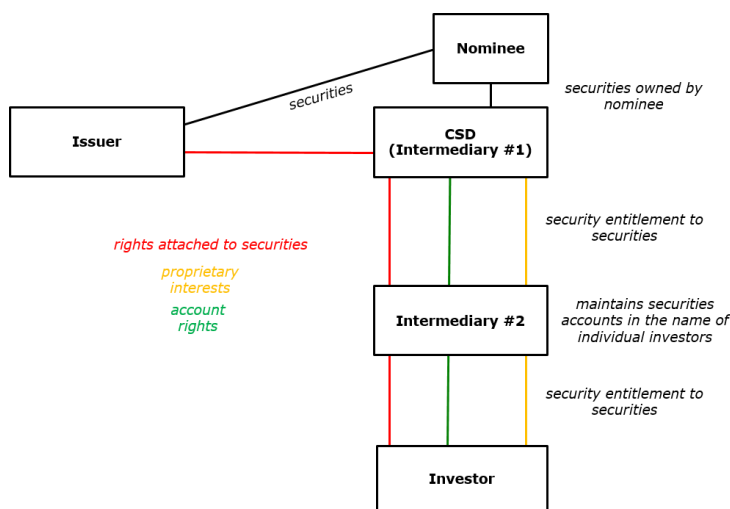 Nominee
securities
securities owned by
nominee
Issuer
CSD
(Intermediary #1)
rights attached to securities
proprietary
interests
account
rights
security entitlement to
securities
Intermediary #2
maintains securities
accounts in the name of
individual investors
security entitlement to
securities
Investor